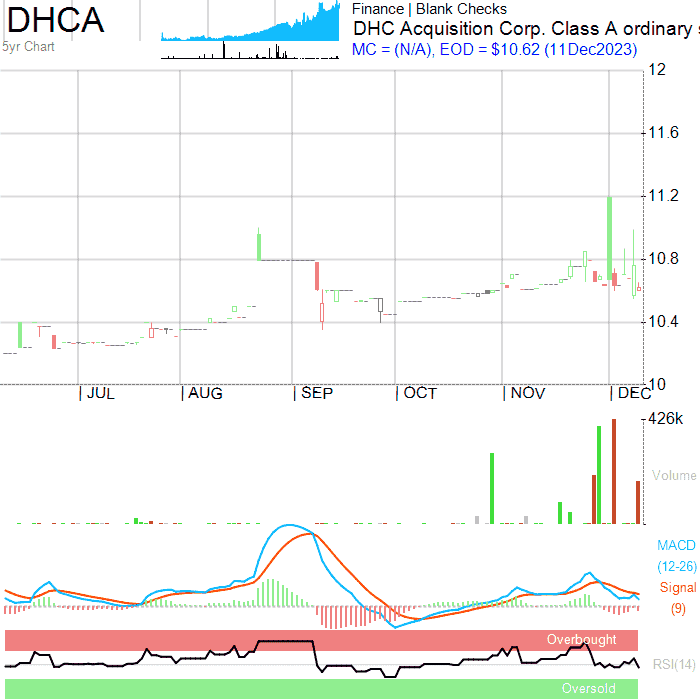 DHCA
5yr Chart
Finance | Blank Checks
DHC Acquisition Corp. Class A ordinary s
MC = (N/A), EOD = $10.62 (11Dec2023)
12
11.6
11.2
10.8
10.4
10
| JUL | AUG | SEP | OCT | NOV | DEC
426k
Volume
MACD
(12-26)
Signal
(9)
Overbought
RSI(14)
Oversold